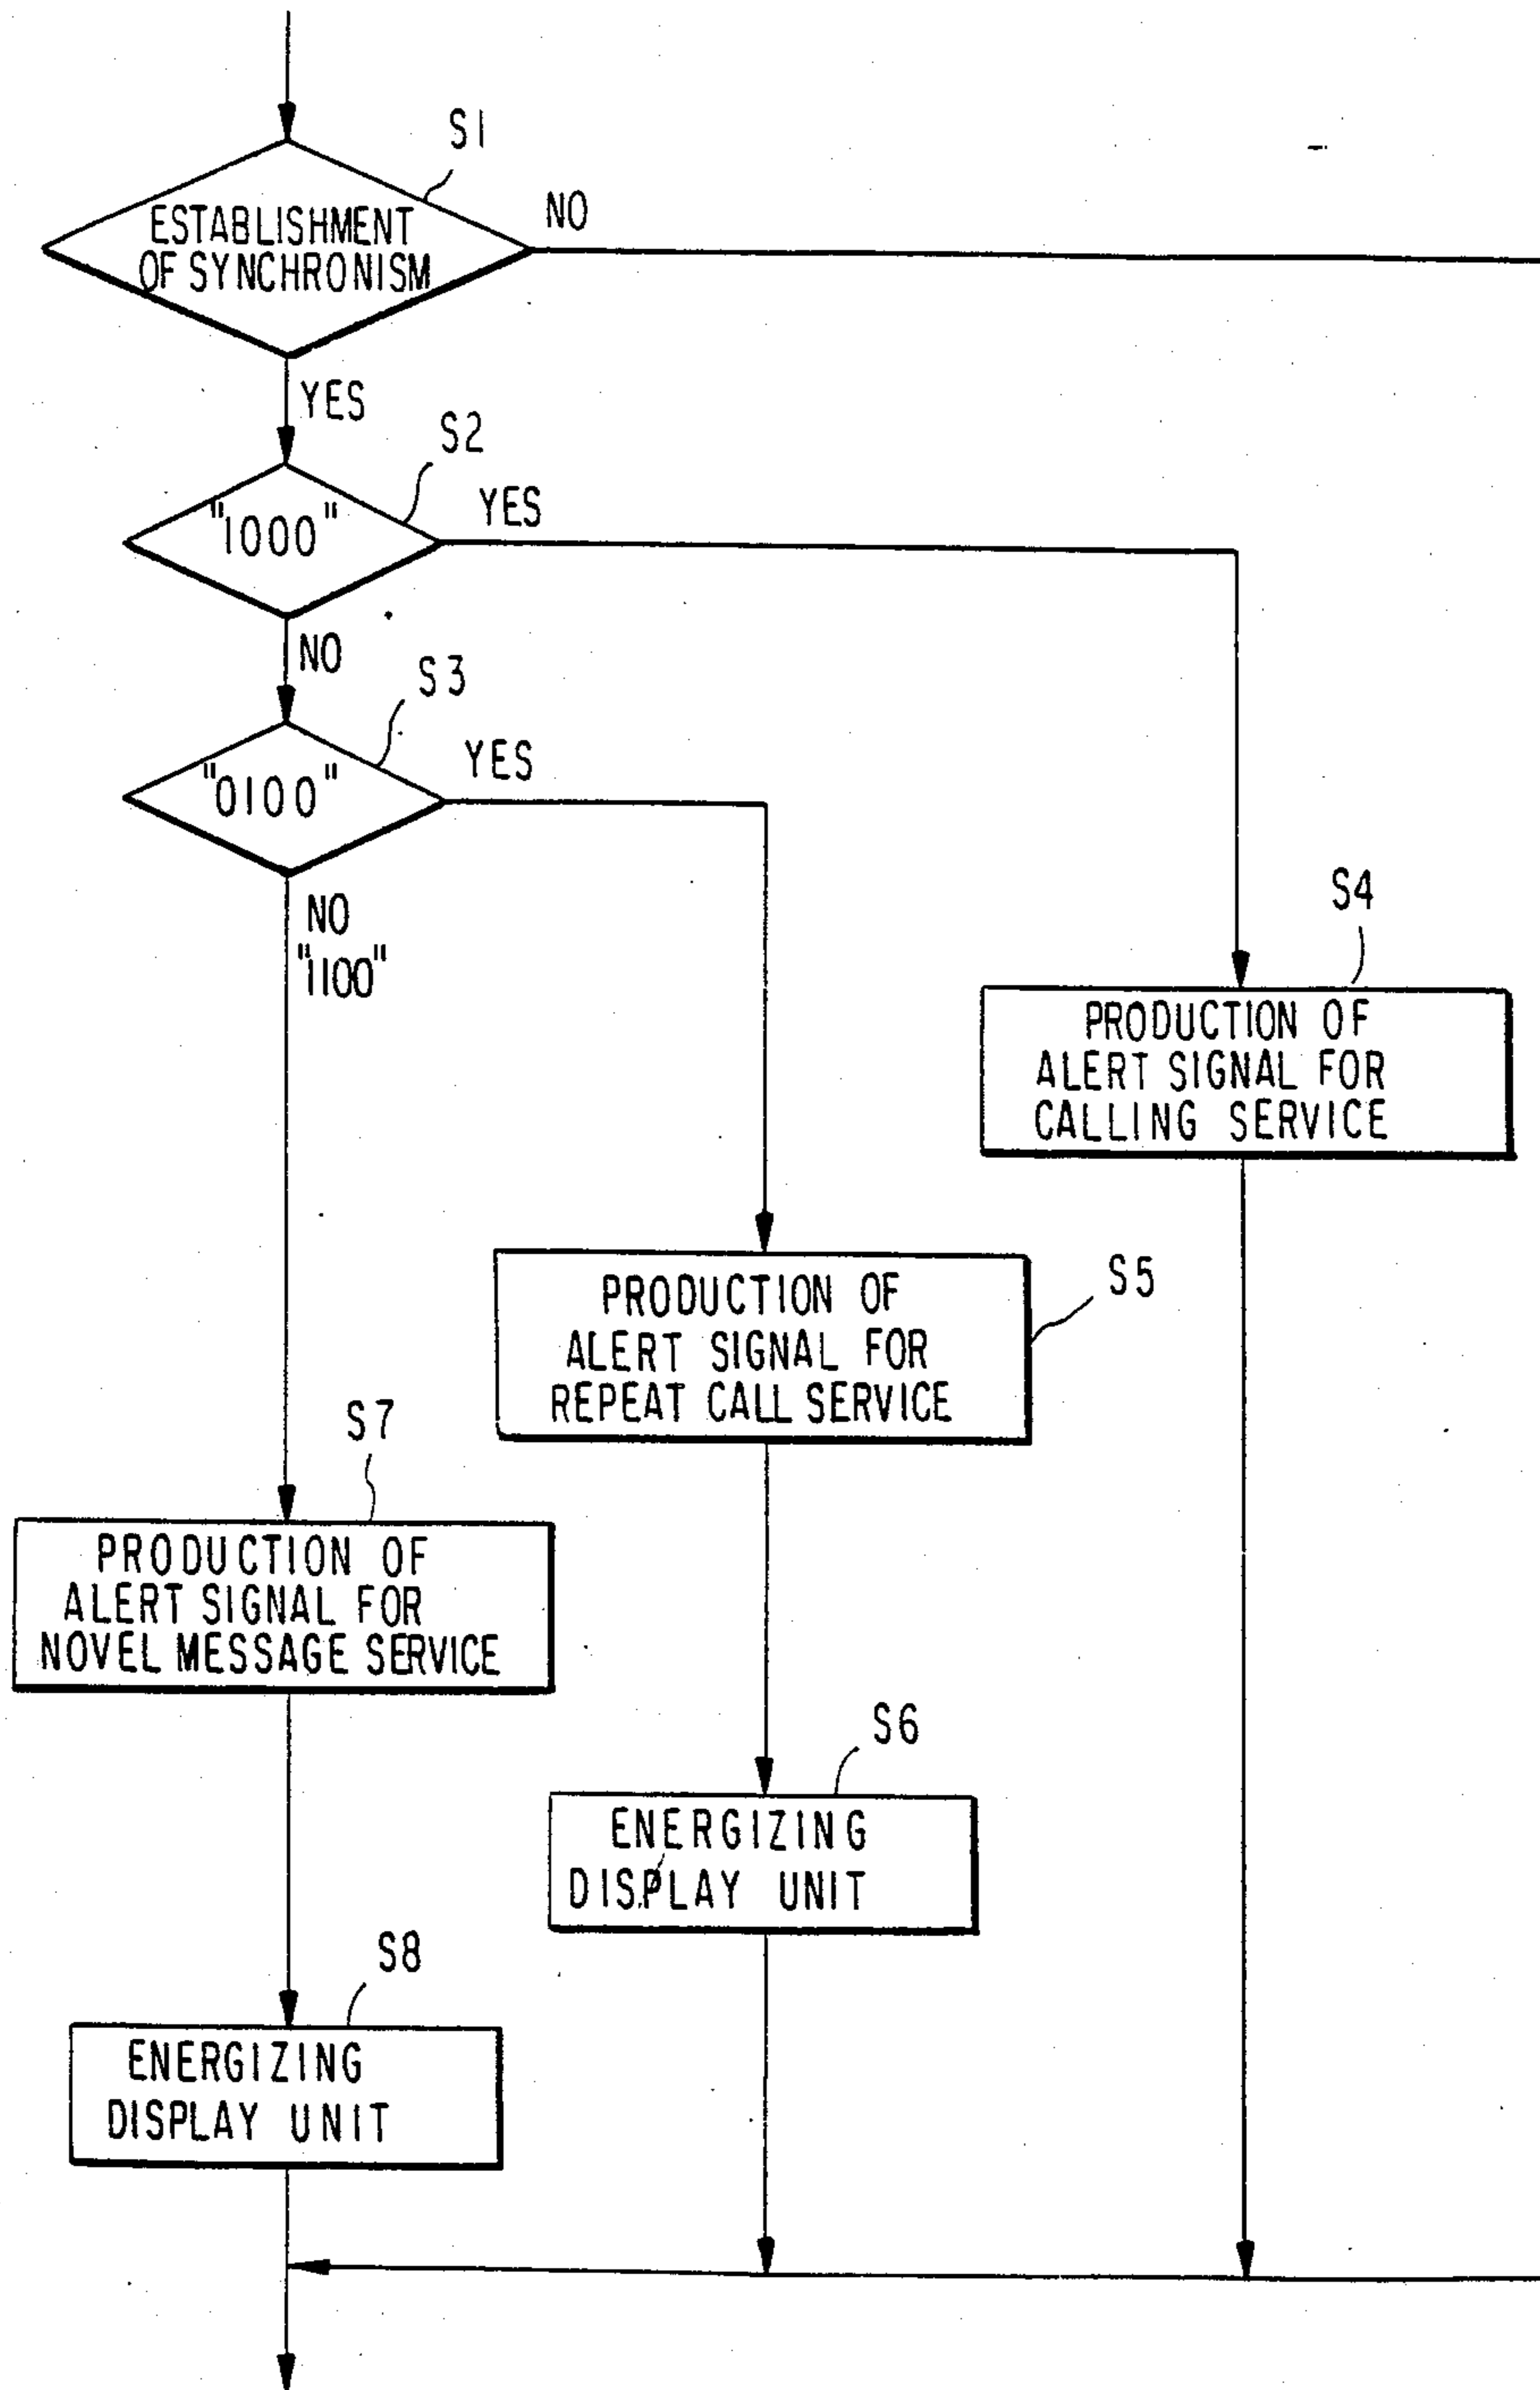 S1
ESTABLISHMENT
OF SYNCHRONISM
NO
YES
S2
"1000"
YES
NO
S3
"0100"
YES
NO
"1100"
S4
PRODUCTION OF
ALERT SIGNAL FOR
CALLING SERVICE
S5
PRODUCTION OF
ALERT SIGNAL FOR
REPEAT CALL SERVICE
S7
PRODUCTION OF
ALERT SIGNAL FOR
NOVEL MESSAGE SERVICE
S6
ENERGIZING
DISPLAY UNIT
S8
ENERGIZING
DISPLAY UNIT